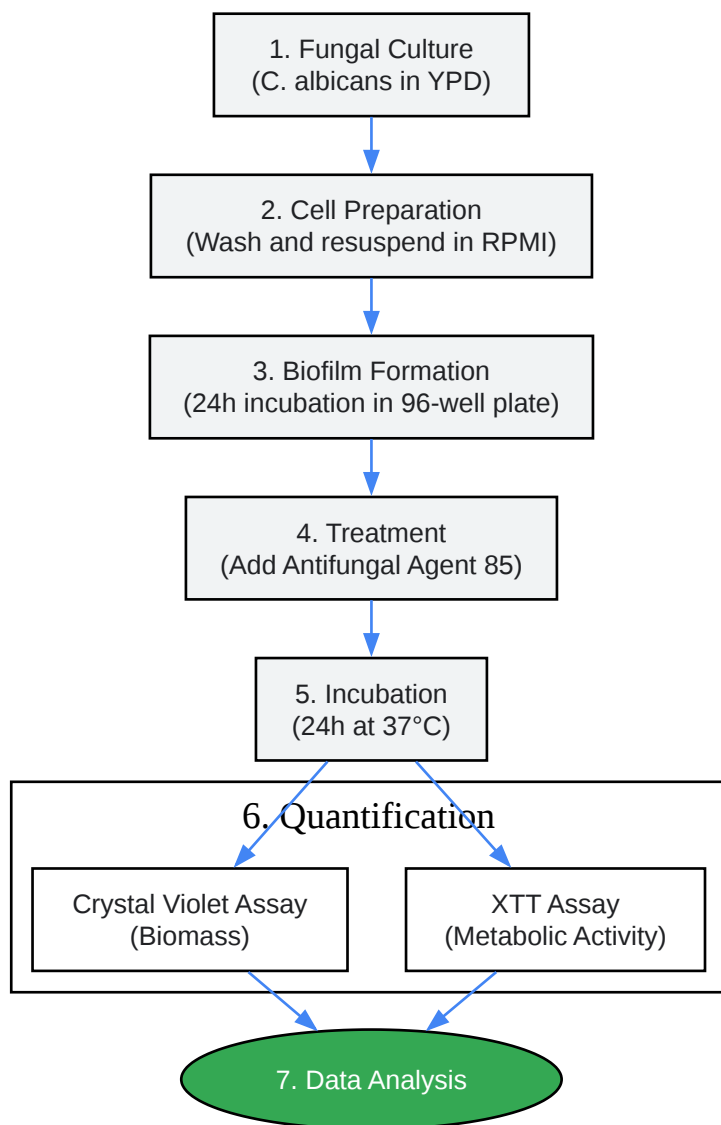 1. Fungal Culture
(C. albicans in YPD)
2. Cell Preparation
(Wash and resuspend in RPMI)
3. Biofilm Formation
(24h incubation in 96-well plate)
4. Treatment
(Add Antifungal Agent 85)
5. Incubation
(24h at 37°C)
6. Quantification
Crystal Violet Assay
(Biomass)
XTT Assay
(Metabolic Activity)
7. Data Analysis